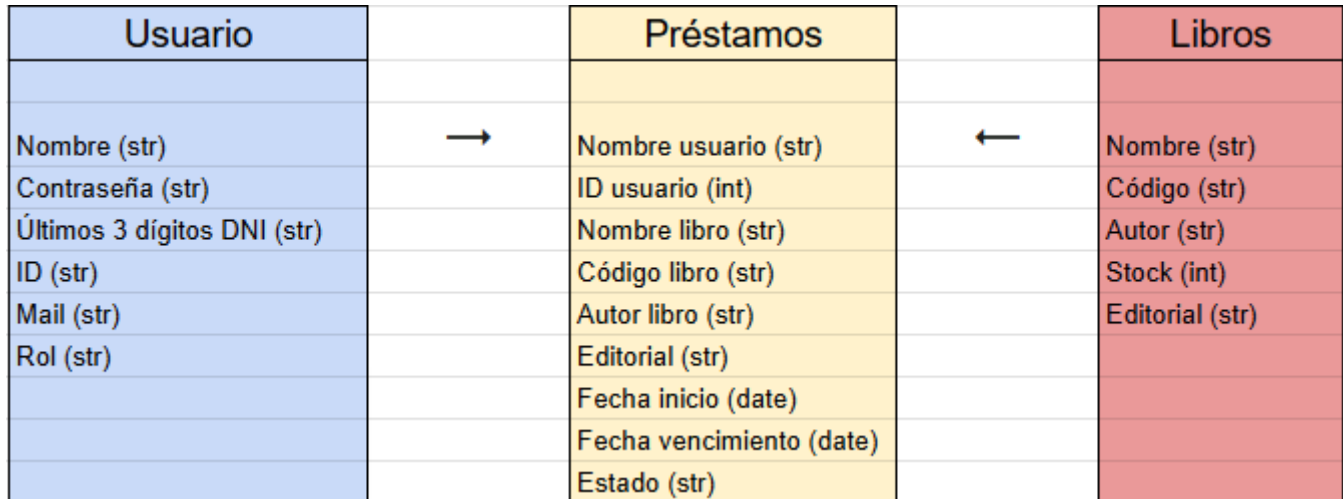 Usuario
Nombre (str)
Contraseña (str)
Últimos 3 dígitos DNI (str)
ID (str)
Mail (str)
Rol (str)
Préstamos
Nombre usuario (str)
ID usuario (int)
Nombre libro (str)
Código libro (str)
Autor libro (str)
Editorial (str)
Fecha inicio (date)
Fecha vencimiento (date)
Estado (str)
Libros
Nombre (str)
Código (str)
Autor (str)
Stock (int)
Editorial (str)